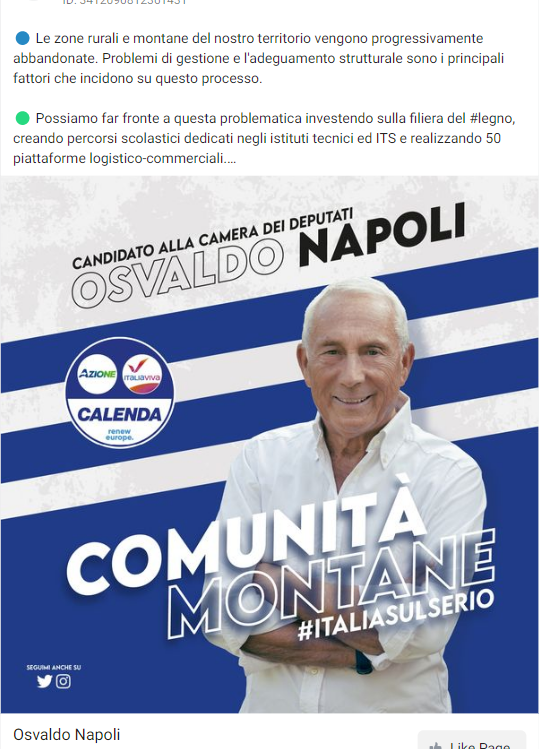 ID: 3412096812361431
Le zone rurali e montane del nostro territorio vengono progressivamente
abbandonate. Problemi di gestione e l'adeguamento strutturale sono i principali
fattori che incidono su questo processo.
Possiamo far fronte a questa problematica investendo sulla filiera del #legno,
creando percorsi scolastici dedicati negli istituti tecnici ed ITS e realizzando 50
piattaforme logistico-commerciali....
CANDIDATO ALLA CAMERA DEI DEPUTATI
OSVALDO NAPOLI
AZIONE
ITALIAVIVA
CALENDA
renew
europe.
COMUNITÀ
MONTANE
#ITALIASULSERIO
SEGUIMI ANCHE SU
Osvaldo Napoli
Like Page